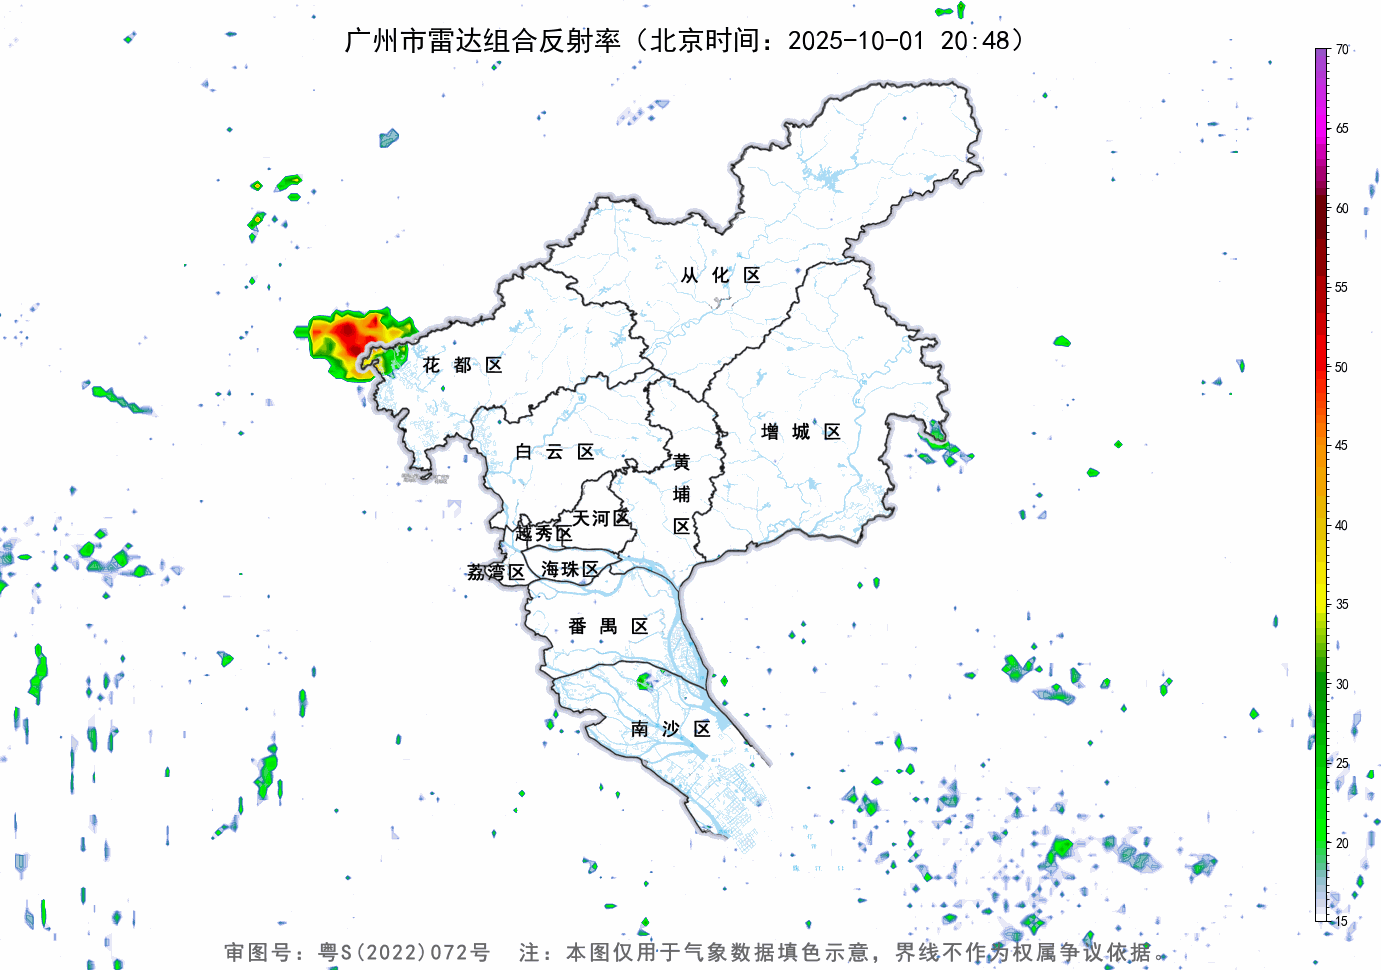 广州市雷达组合反射率（北京时间：2025-10-01 20:48）
70
65
60
55
50
45
40
35
30
25
20
15
从化区
花都区
增城区
白云区
黄埔区
天河区
越秀区
荔湾区
海珠区
番禺区
南沙区
审图号：粤S(2022)072号 注：本图仅用于气象数据填色示意，界线不作为权属争议依据。